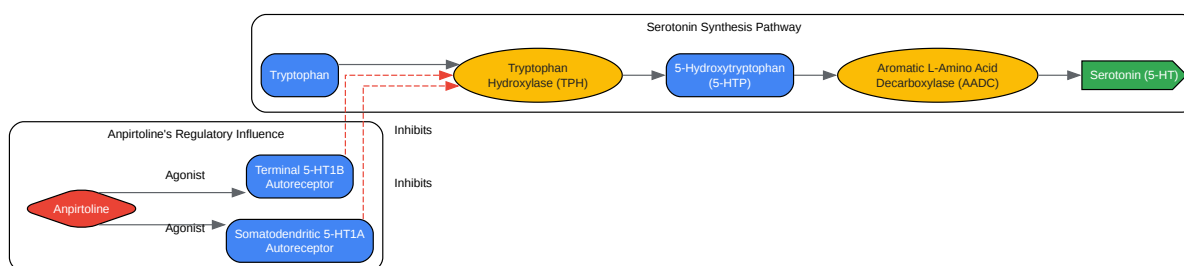 Serotonin Synthesis Pathway
Tryptophan
Tryptophan
Hydroxylase (TPH)
5-Hydroxytryptophan
(5-HTP)
Aromatic L-Amino Acid
Decarboxylase (AADC)
Serotonin (5-HT)
Anpirtoline's Regulatory Influence
Inhibits
Agonist
Terminal 5-HT1B
Autoreceptor
Inhibits
Anpirtoline
Agonist
Somatodendritic 5-HT1A
Autoreceptor